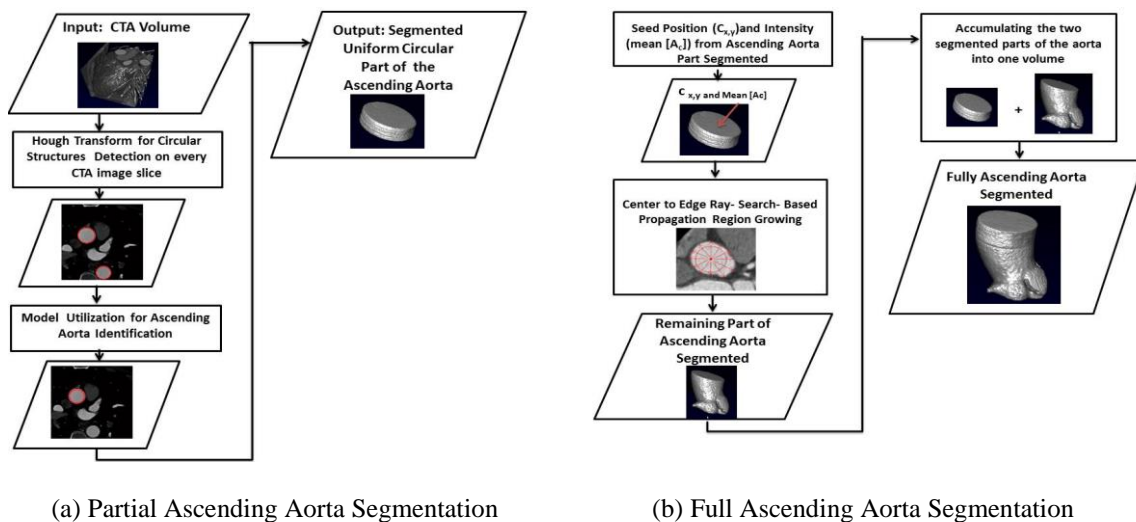 Input: CTA Volume
Hough Transform for Circular
Structures Detection on every
CTA image slice
Model Utilization for Ascending
Aorta Identification
Output: Segmented
Uniform Circular
Part of the
Ascending Aorta
(a) Partial Ascending Aorta Segmentation
Seed Position (Cx,y)and Intensity
(mean [Ac]) from Ascending Aorta
Part Segmented
C x,y and Mean [Ac]
Center to Edge Ray- Search- Based
Propagation Region Growing
Remaining Part of
Ascending Aorta
Segmented
Accumulating the two
segmented parts of the aorta
into one volume
+
Fully Ascending Aorta
Segmented
(b) Full Ascending Aorta Segmentation